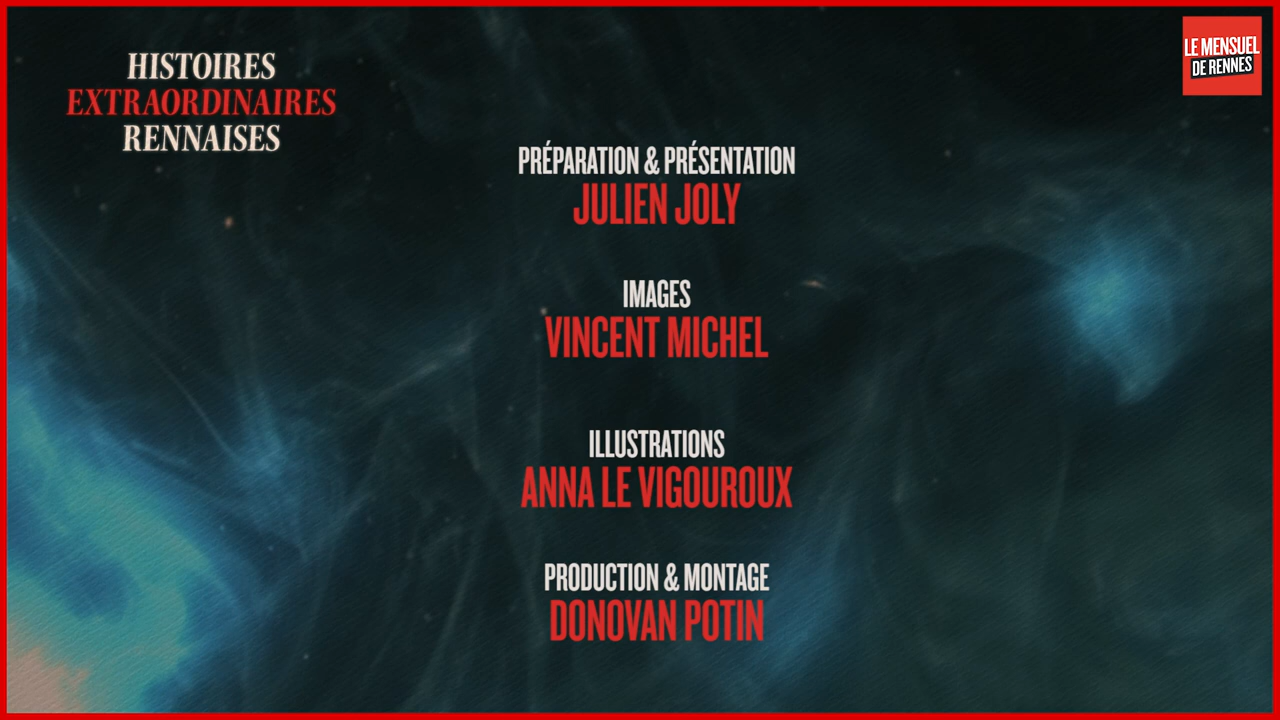 HISTOIRES
EXTRAORDINAIRES
RENNAISES
LE MENSUEL
DE RENNES
PRÉPARATION & PRÉSENTATION
JULIEN JOLY
IMAGES
VINCENT MICHEL
ILLUSTRATIONS
ANNA LE VIGOUROUX
PRODUCTION & MONTAGE
DONOVAN POTIN